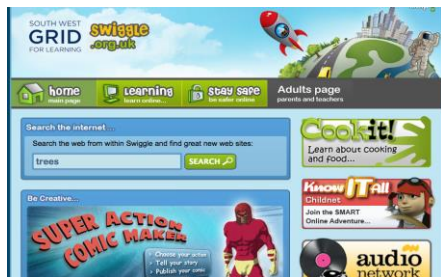 SOUTH WEST
GRID
FOR LEARNING
swiggle
.org.uk
home
main page
Learning
learn online...
stay safe
be safer online
Adults page
parents and teachers
Search the internet...
Search the web from within Swiggle and find great new web sites:
trees
SEARCH
Be Creative...
SUPER ACTION
COMIC MAKER
Choose your action
Tell your story
Publish your comic
Cookit!
Learn about cooking
and food...
KNOW IT ALL
Childnet
Join the SMART
Online Adventure...
audio
network